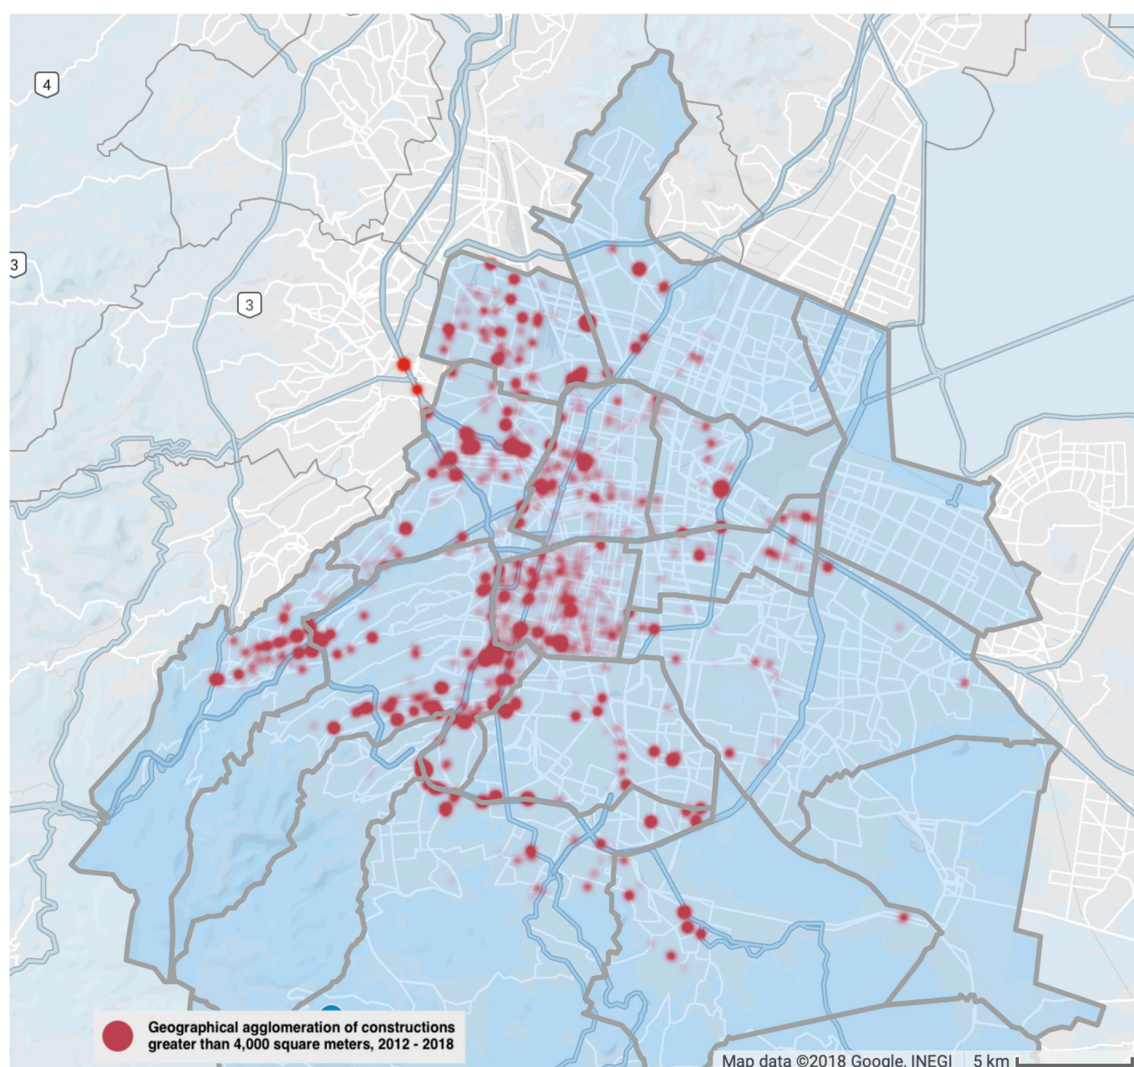 4
3
3
Geographical agglomeration of constructions
greater than 4,000 square meters, 2012 - 2018
Map data ©2018 Google, INEGI 5 km